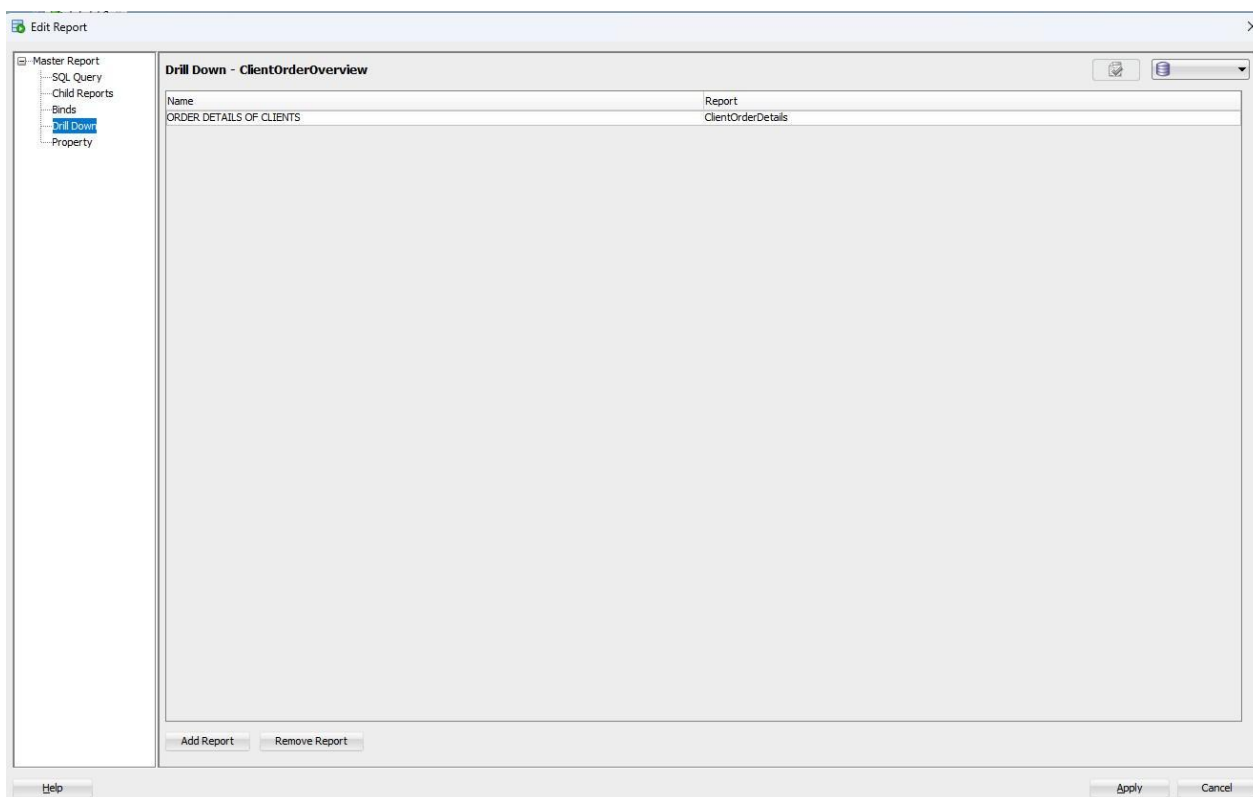 Edit Report
Master Report
SQL Query
Child Reports
Binds
Drill Down
Property
Drill Down - ClientOrderOverview
Name Report
ORDER DETAILS OF CLIENTS ClientOrderDetails
Add Report Remove Report
Help Apply Cancel